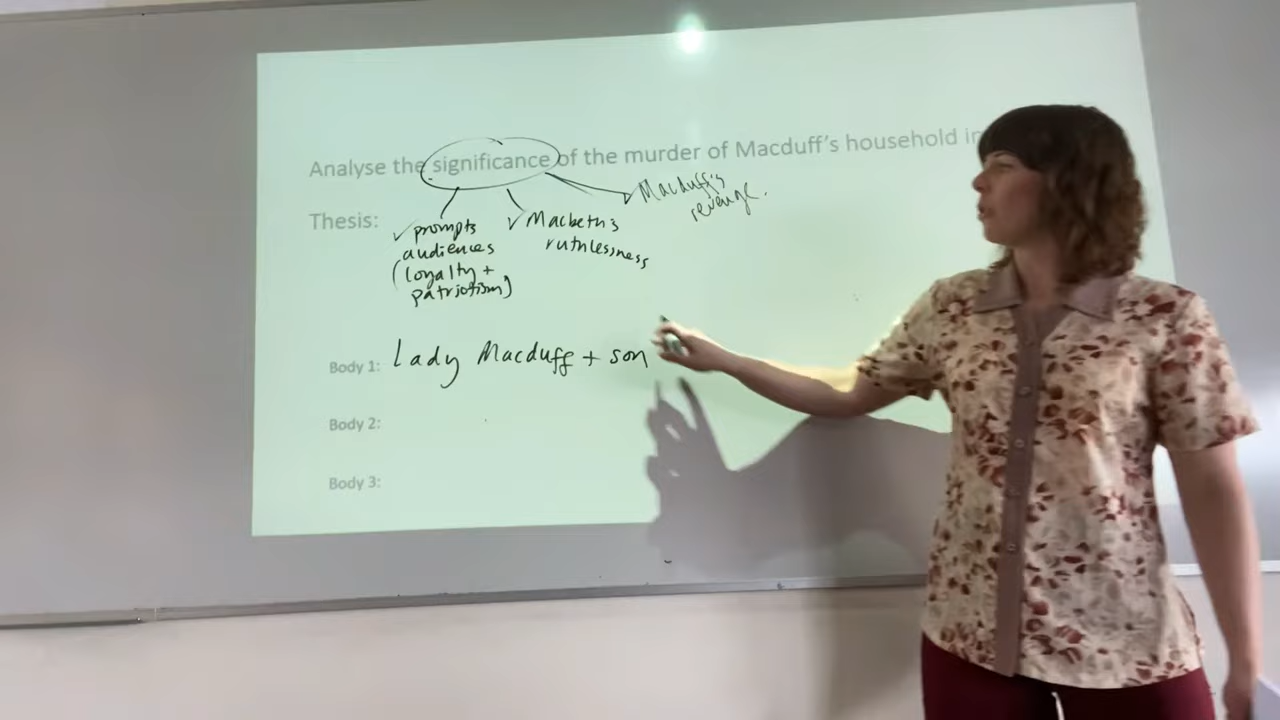 Analyse the significance of the murder of Macduff's household in
Thesis:
✓ prompts
audiences
(loyalty +
patriotism)
✓ Macbeth's
ruthlessness
✓ Macduff's
revenge.
Body 1: Lady Macduff + son
Body 2:
Body 3: